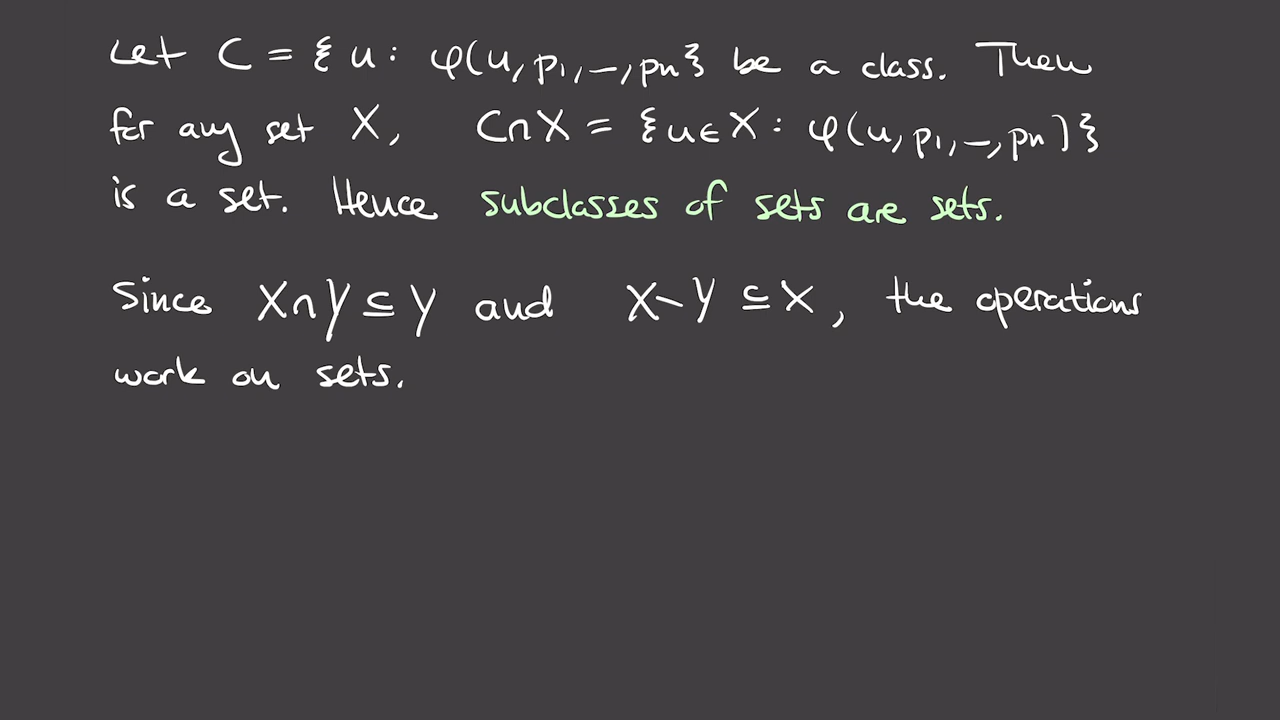 Let C = { u : φ(u, p1, –, pn } be a class. Then
for any set X, C∩X = { u ∈ X : φ(u, p1, –, pn) }
is a set. Hence subclasses of sets are sets.
Since X∩Y ⊆ Y and X–Y ⊆ X, the operations
work on sets.